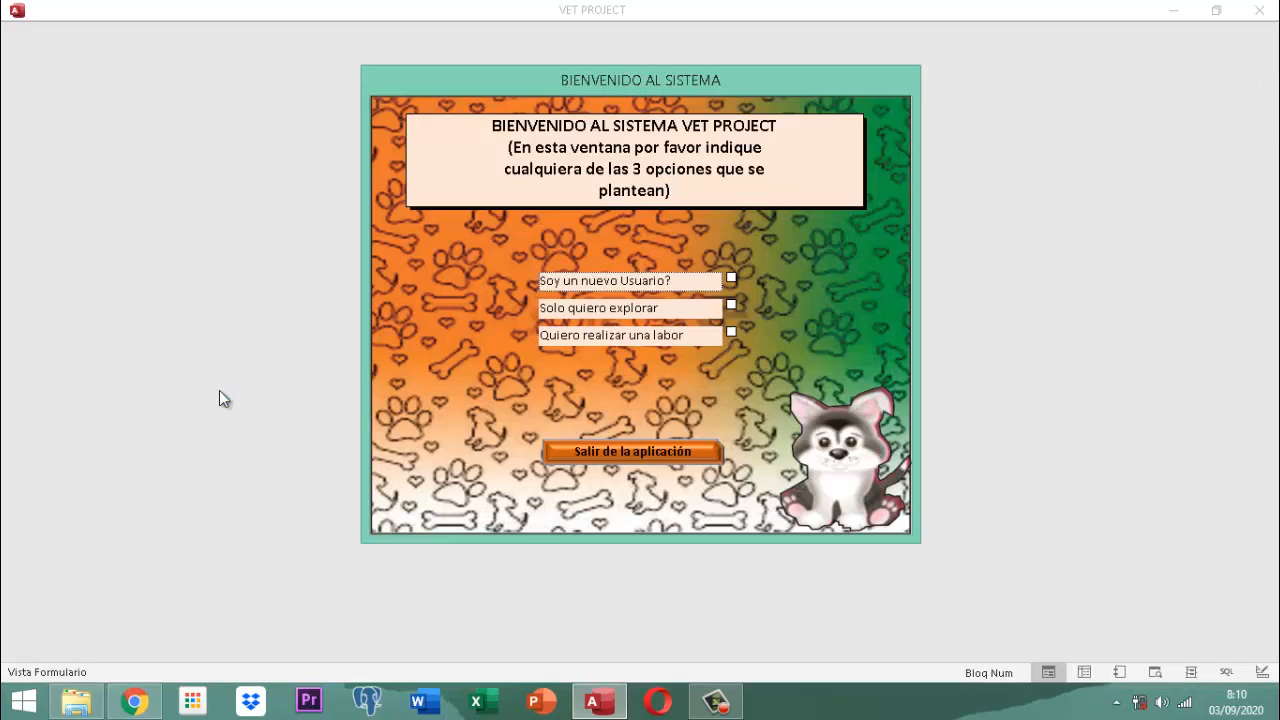 VET PROJECT
BIENVENIDO AL SISTEMA
BIENVENIDO AL SISTEMA VET PROJECT
(En esta ventana por favor indique
cualquiera de las 3 opciones que se
plantean)
Soy un nuevo Usuario?
Solo quiero explorar
Quiero realizar una labor
Salir de la aplicación
Vista Formulario
Bloq Num
SQL
Pr
W
X
P
A
8:10
03/09/2020